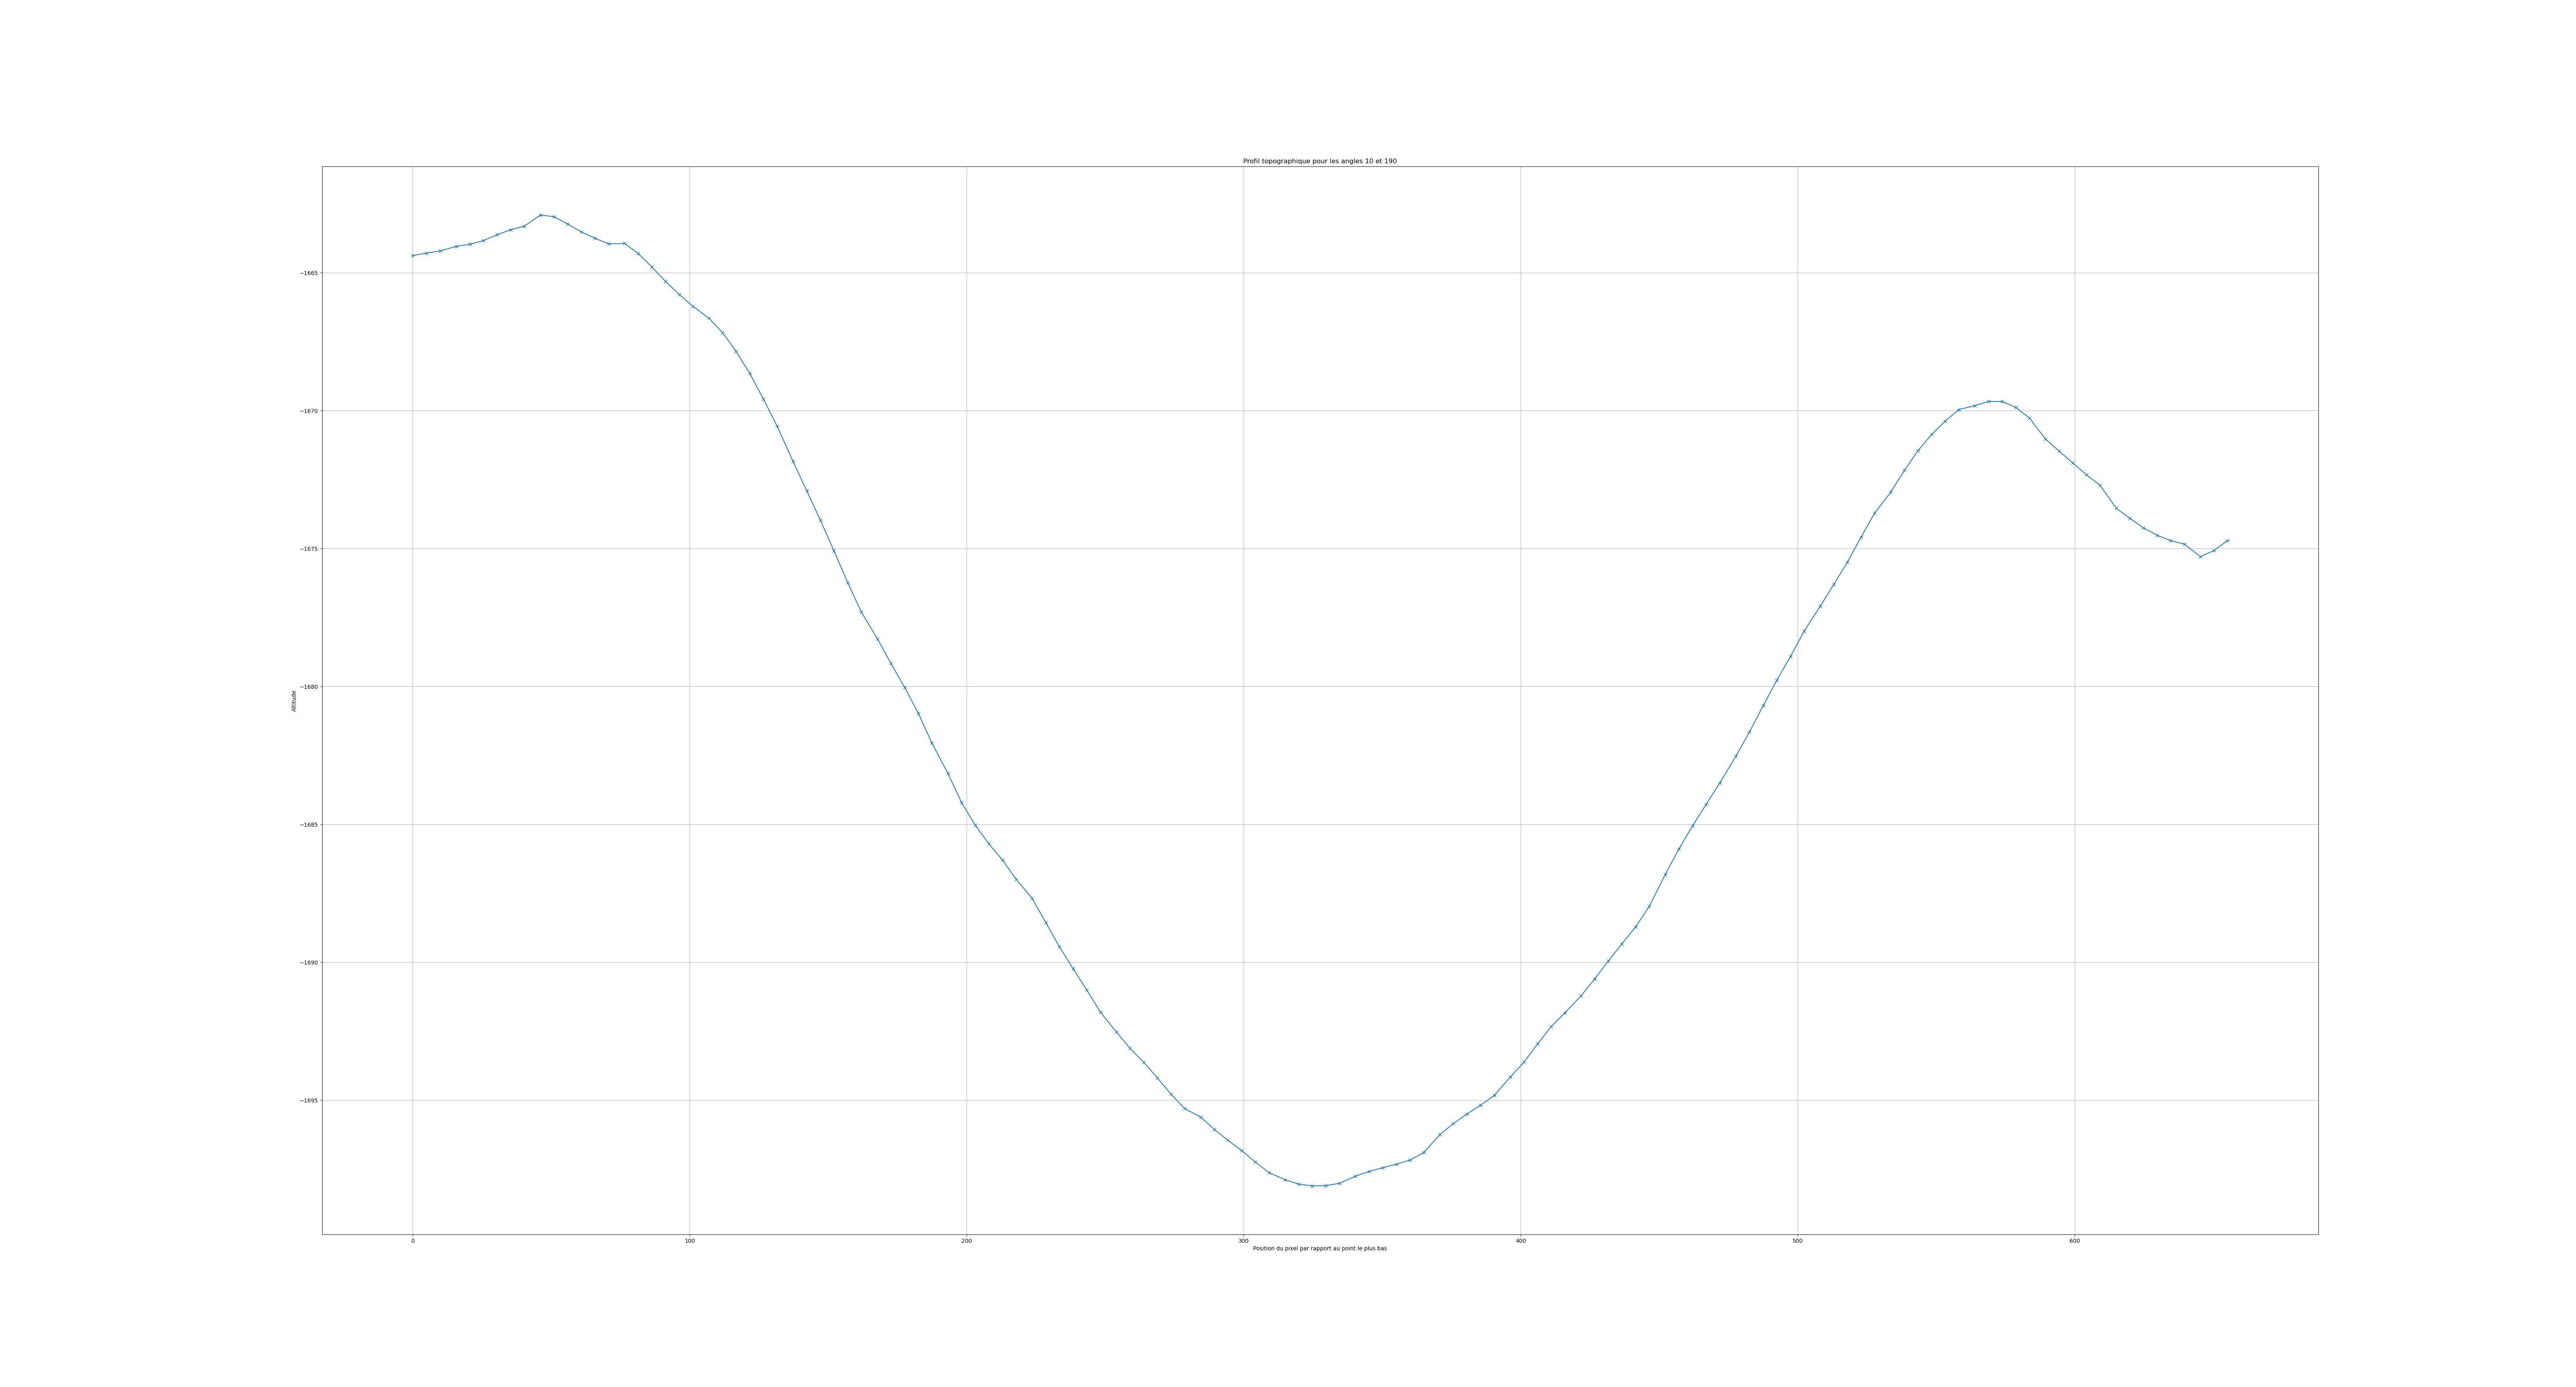 Profil topographique pour les angles 10 et 190
−1665
−1670
−1675
−1680
Altitude
−1685
−1690
−1695
0 100 200 300 400 500 600
Position du pixel par rapport au point le plus bas